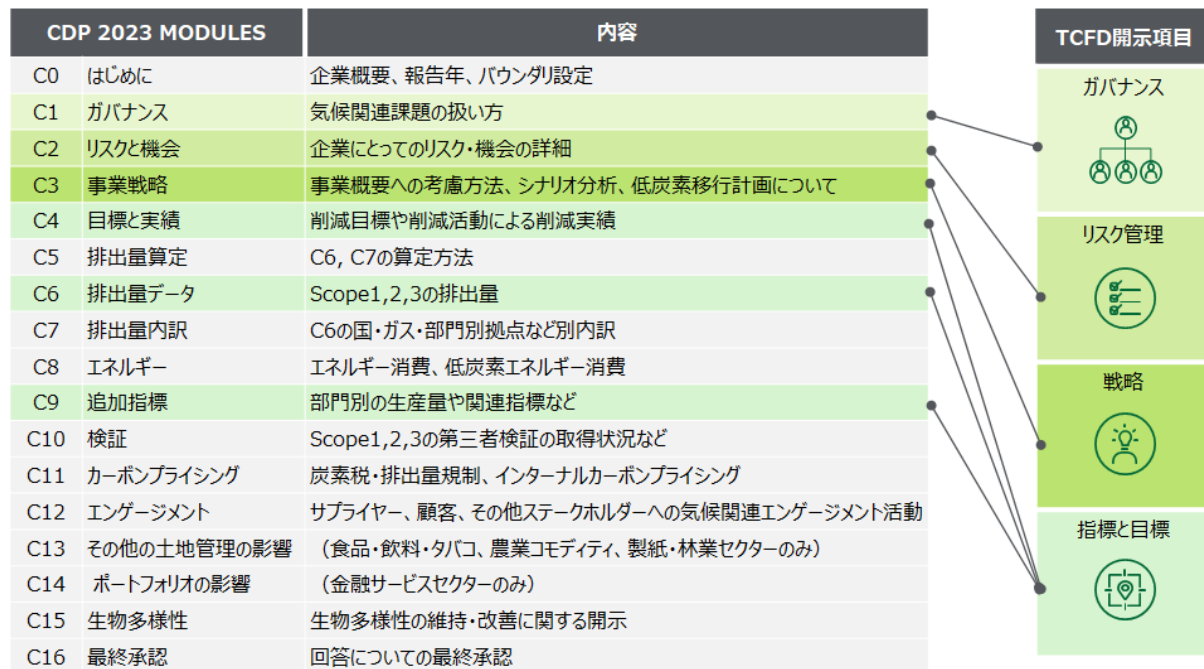 CDP 2023 MODULES 内容
C0 はじめに 企業概要、報告年、バウンダリ設定
C1 ガバナンス 気候関連課題の扱い方
C2 リスクと機会 企業にとってのリスク・機会の詳細
C3 事業戦略 事業概要への考慮方法、シナリオ分析、低炭素移行計画について
C4 目標と実績 削減目標や削減活動による削減実績
C5 排出量算定 C6, C7の算定方法
C6 排出量データ Scope1,2,3の排出量
C7 排出量内訳 C6の国・ガス・部門別拠点など別内訳
C8 エネルギー エネルギー消費、低炭素エネルギー消費
C9 追加指標 部門別の生産量や関連指標など
C10 検証 Scope1,2,3の第三者検証の取得状況など
C11 カーボンプライシング 炭素税・排出量規制、インターナルカーボンプライシング
C12 エンゲージメント サプライヤー、顧客、その他ステークホルダーへの気候関連エンゲージメント活動
C13 その他の土地管理の影響 （食品・飲料・タバコ、農業コモディティ、製紙・林業セクターのみ）
C14 ポートフォリオの影響 （金融サービスセクターのみ）
C15 生物多様性 生物多様性の維持・改善に関する開示
C16 最終承認 回答についての最終承認
TCFD開示項目
ガバナンス
リスク管理
戦略
指標と目標